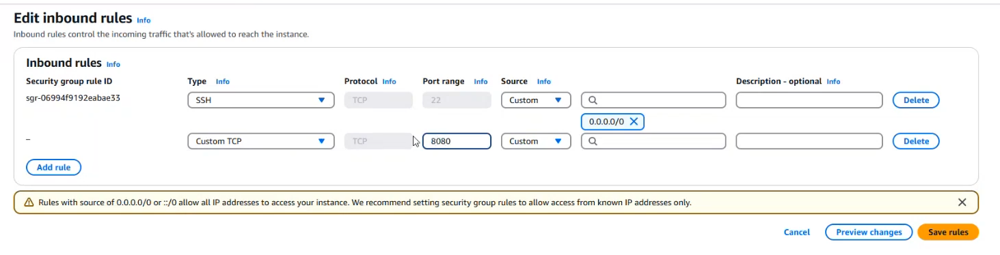 Edit inbound rules Info
Inbound rules control the incoming traffic that's allowed to reach the instance.
Inbound rules Info
Security group rule ID Type Info Protocol Info Port range Info Source Info Description - optional Info
sgr-06994f9192eabae33 SSH TCP 22 Custom Delete
0.0.0.0/0
– Custom TCP TCP 8080 Custom Delete
Add rule
Rules with source of 0.0.0.0/0 or ::/0 allow all IP addresses to access your instance. We recommend setting security group rules to allow access from known IP addresses only.
Cancel Preview changes Save rules